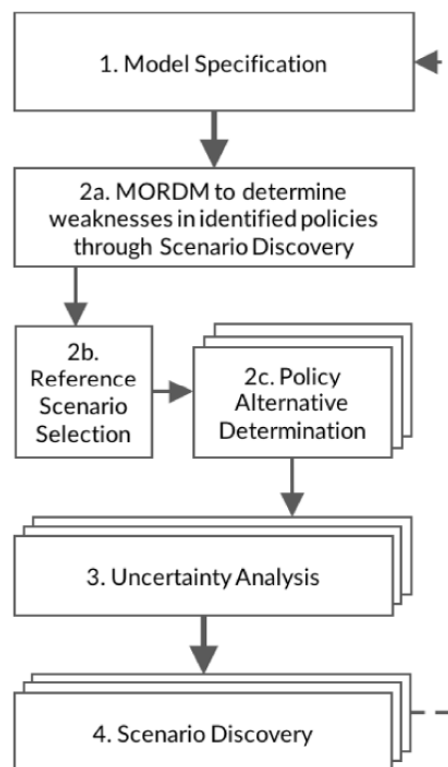 1. Model Specification
2a. MORDM to determine
weaknesses in identified policies
through Scenario Discovery
2b.
Reference
Scenario
Selection
2c. Policy
Alternative
Determination
3. Uncertainty Analysis
4. Scenario Discovery